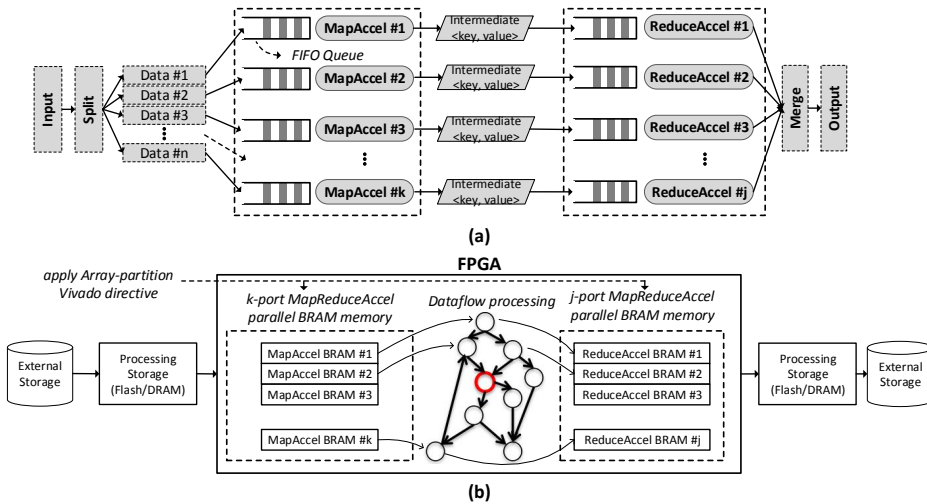 Input
Split
Data #1
Data #2
Data #3
Data #n
FIFO Queue
MapAccel #1
MapAccel #2
MapAccel #3
MapAccel #k
Intermediate
<key, value>
Intermediate
<key, value>
Intermediate
<key, value>
Intermediate
<key, value>
ReduceAccel #1
ReduceAccel #2
ReduceAccel #3
ReduceAccel #j
Merge
Output
(a)
FPGA
apply Array-partition
Vivado directive
k-port MapReduceAccel
parallel BRAM memory
Dataflow processing
j-port MapReduceAccel
parallel BRAM memory
External
Storage
Processing
Storage
(Flash/DRAM)
MapAccel BRAM #1
MapAccel BRAM #2
MapAccel BRAM #3
MapAccel BRAM #k
ReduceAccel BRAM #1
ReduceAccel BRAM #2
ReduceAccel BRAM #3
ReduceAccel BRAM #j
Processing
Storage
(Flash/DRAM)
External
Storage
(b)